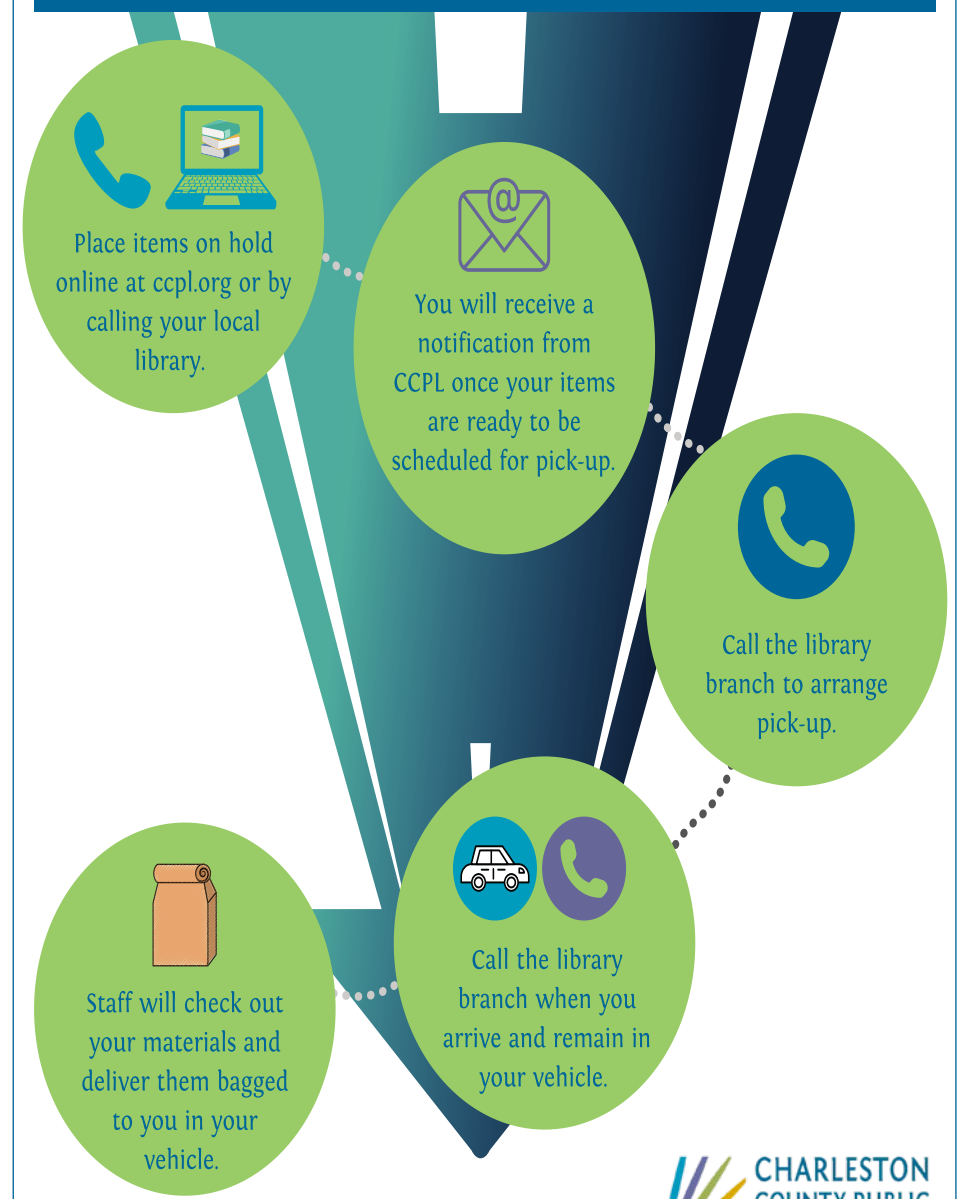 Place items on hold
online at ccpl.org or by
calling your local
library.
@
You will receive a
notification from
CCPL once your items
are ready to be
scheduled for pick-up.
Call the library
branch to arrange
pick-up.
Call the library
branch when you
arrive and remain in
your vehicle.
Staff will check out
your materials and
deliver them bagged
to you in your
vehicle.
CHARLESTON
COUNTY PUBLIC